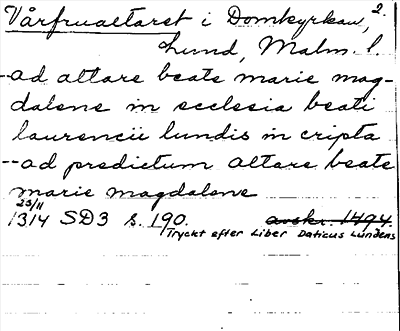 Vårfrualtaret i Domkyrkan, 2.
Lund, Malm. l.
--ad altare beate marie mag-
dalene in ecclesia beati
laurencii lundis in cripta
--ad predictum altare beate
marie magdalene
23/11
1314 SD3 s. 190. avskr. 1494.
Tryckt efter Liber Daticus Lundens